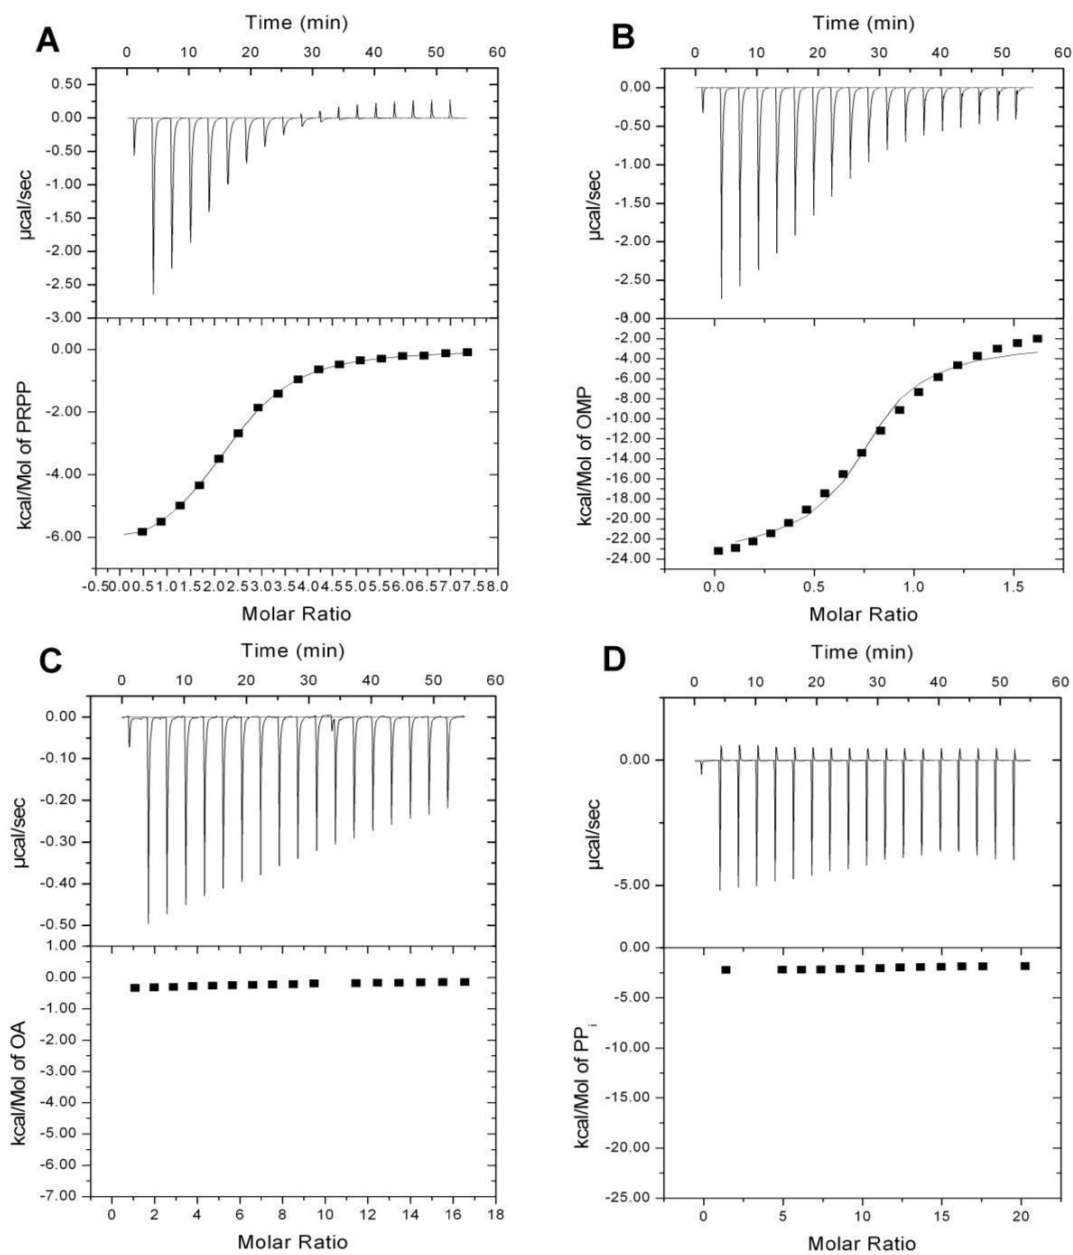 A
Time (min)
0 10 20 30 40 50 60
0.50
0.00
-0.50
-1.00
-1.50
-2.00
-2.50
-3.00
µcal/sec
0.00
-2.00
-4.00
-6.00
kcal/Mol of PRPP
-0.50.00.51.01.52.02.53.03.54.04.55.05.56.06.57.07.58.0
Molar Ratio
B
Time (min)
0 10 20 30 40 50 60
0.00
-0.50
-1.00
-1.50
-2.00
-2.50
µcal/sec
-2.00
-4.00
-6.00
-8.00
-10.00
-12.00
-14.00
-16.00
-18.00
-20.00
-22.00
-24.00
kcal/Mol of OMP
0.0 0.5 1.0 1.5
Molar Ratio
C
Time (min)
0 10 20 30 40 50 60
0.00
-0.10
-0.20
-0.30
-0.40
-0.50
µcal/sec
1.00
0.00
-1.00
-2.00
-3.00
-4.00
-5.00
-6.00
-7.00
kcal/Mol of OA
0 2 4 6 8 10 12 14 16 18
Molar Ratio
D
Time (min)
0 10 20 30 40 50 60
0.00
-5.00
µcal/sec
0.00
-5.00
-10.00
-15.00
-20.00
-25.00
kcal/Mol of PPi
0 5 10 15 20
Molar Ratio